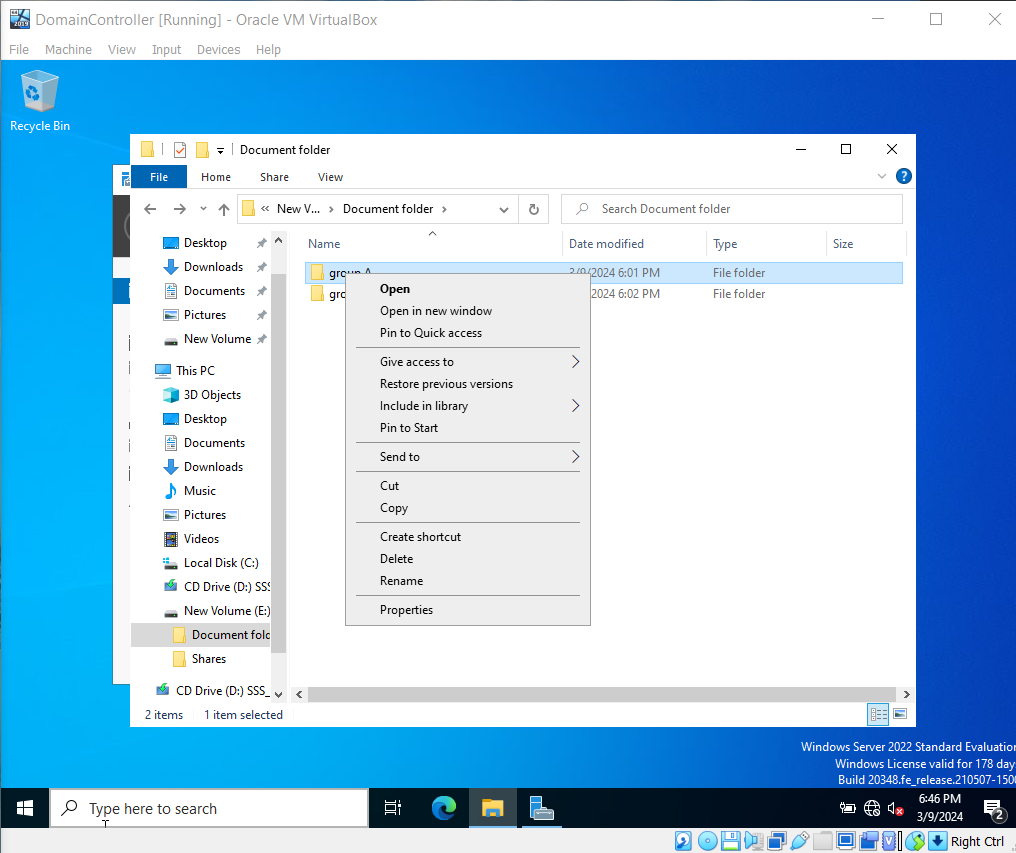 DomainController [Running] - Oracle VM VirtualBox
File Machine View Input Devices Help
Recycle Bin
Document folder
File Home Share View
« New V... › Document folder ›
Search Document folder
Name Date modified Type Size
Desktop
Downloads
Documents
Pictures
New Volume
This PC
3D Objects
Desktop
Documents
Downloads
Music
Pictures
Videos
Local Disk (C:)
CD Drive (D:) SSS
New Volume (E:)
Document fold
Shares
CD Drive (D:) SSS_
group A 3/9/2024 6:01 PM File folder
2024 6:02 PM File folder
Open
Open in new window
Pin to Quick access
Give access to
Restore previous versions
Include in library
Pin to Start
Send to
Cut
Copy
Create shortcut
Delete
Rename
Properties
2 items 1 item selected
Windows Server 2022 Standard Evaluation
Windows License valid for 178 day
Build 20348.fe_release.210507-150
Type here to search
6:46 PM
3/9/2024
2
Right Ctrl